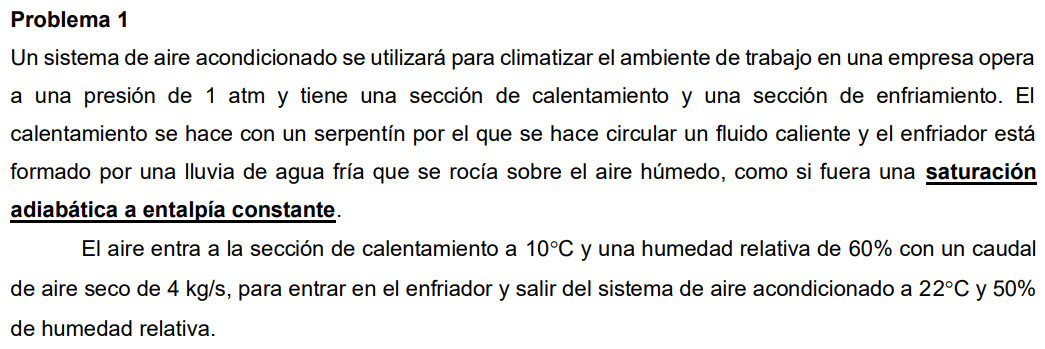 Problema 1
Un sistema de aire acondicionado se utilizará para climatizar el ambiente de trabajo en una empresa opera
a una presión de 1 atm y tiene una sección de calentamiento y una sección de enfriamiento. El
calentamiento se hace con un serpentín por el que se hace circular un fluido caliente y el enfriador está
formado por una lluvia de agua fría que se rocía sobre el aire húmedo, como si fuera una saturación
adiabática a entalpía constante.
El aire entra a la sección de calentamiento a 10°C y una humedad relativa de 60% con un caudal
de aire seco de 4 kg/s, para entrar en el enfriador y salir del sistema de aire acondicionado a 22°C y 50%
de humedad relativa.